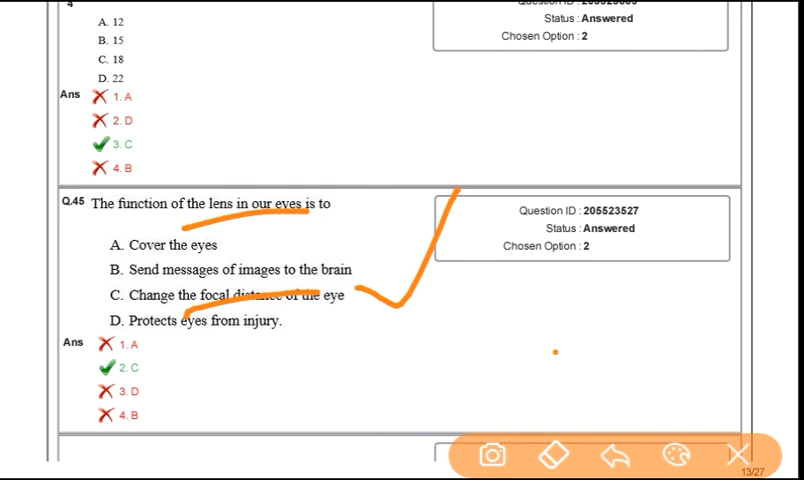 4
A. 12
B. 15
C. 18
D. 22
Status : Answered
Chosen Option : 2
Ans
1. A
2. D
3. C
4. B
Q.45 The function of the lens in our eyes is to
A. Cover the eyes
B. Send messages of images to the brain
C. Change the focal distance of the eye
D. Protects eyes from injury.
Question ID : 205523527
Status : Answered
Chosen Option : 2
Ans
1. A
2. C
3. D
4. B
13/27